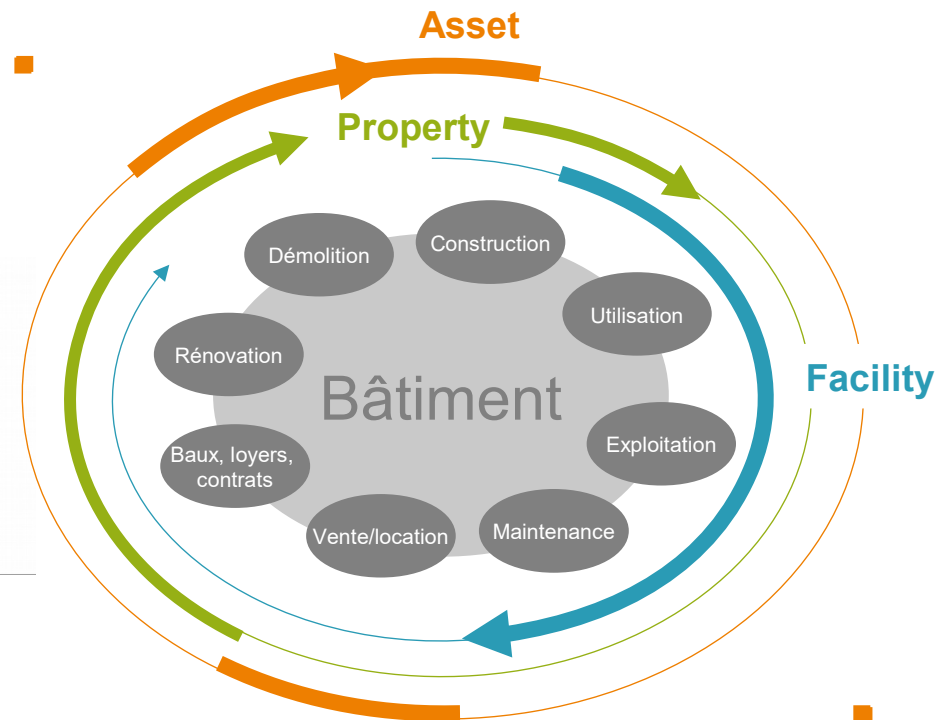 Asset
Property
Démolition
Construction
Utilisation
Rénovation
Bâtiment
Facility
Exploitation
Baux, loyers,
contrats
Vente/location
Maintenance